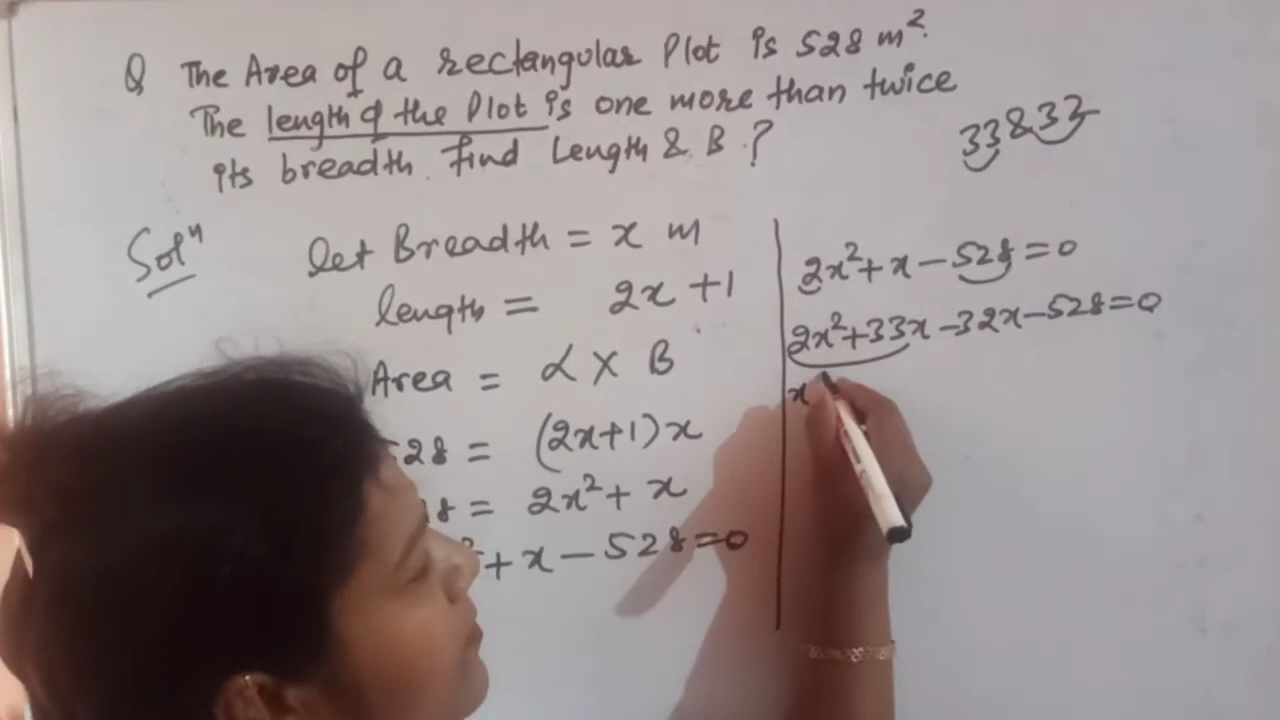 Q The Area of a rectangular Plot is 528 m².
The length of the Plot is one more than twice
its breadth. find Length & B ?
33 & 32
Solⁿ
let Breadth = x m
length = 2x + 1
Area = L X B
28 = (2x+1)x
8 = 2x² + x
+ x - 528 = 0
2x² + x - 528 = 0
2x² + 33x - 32x - 528 = 0
x